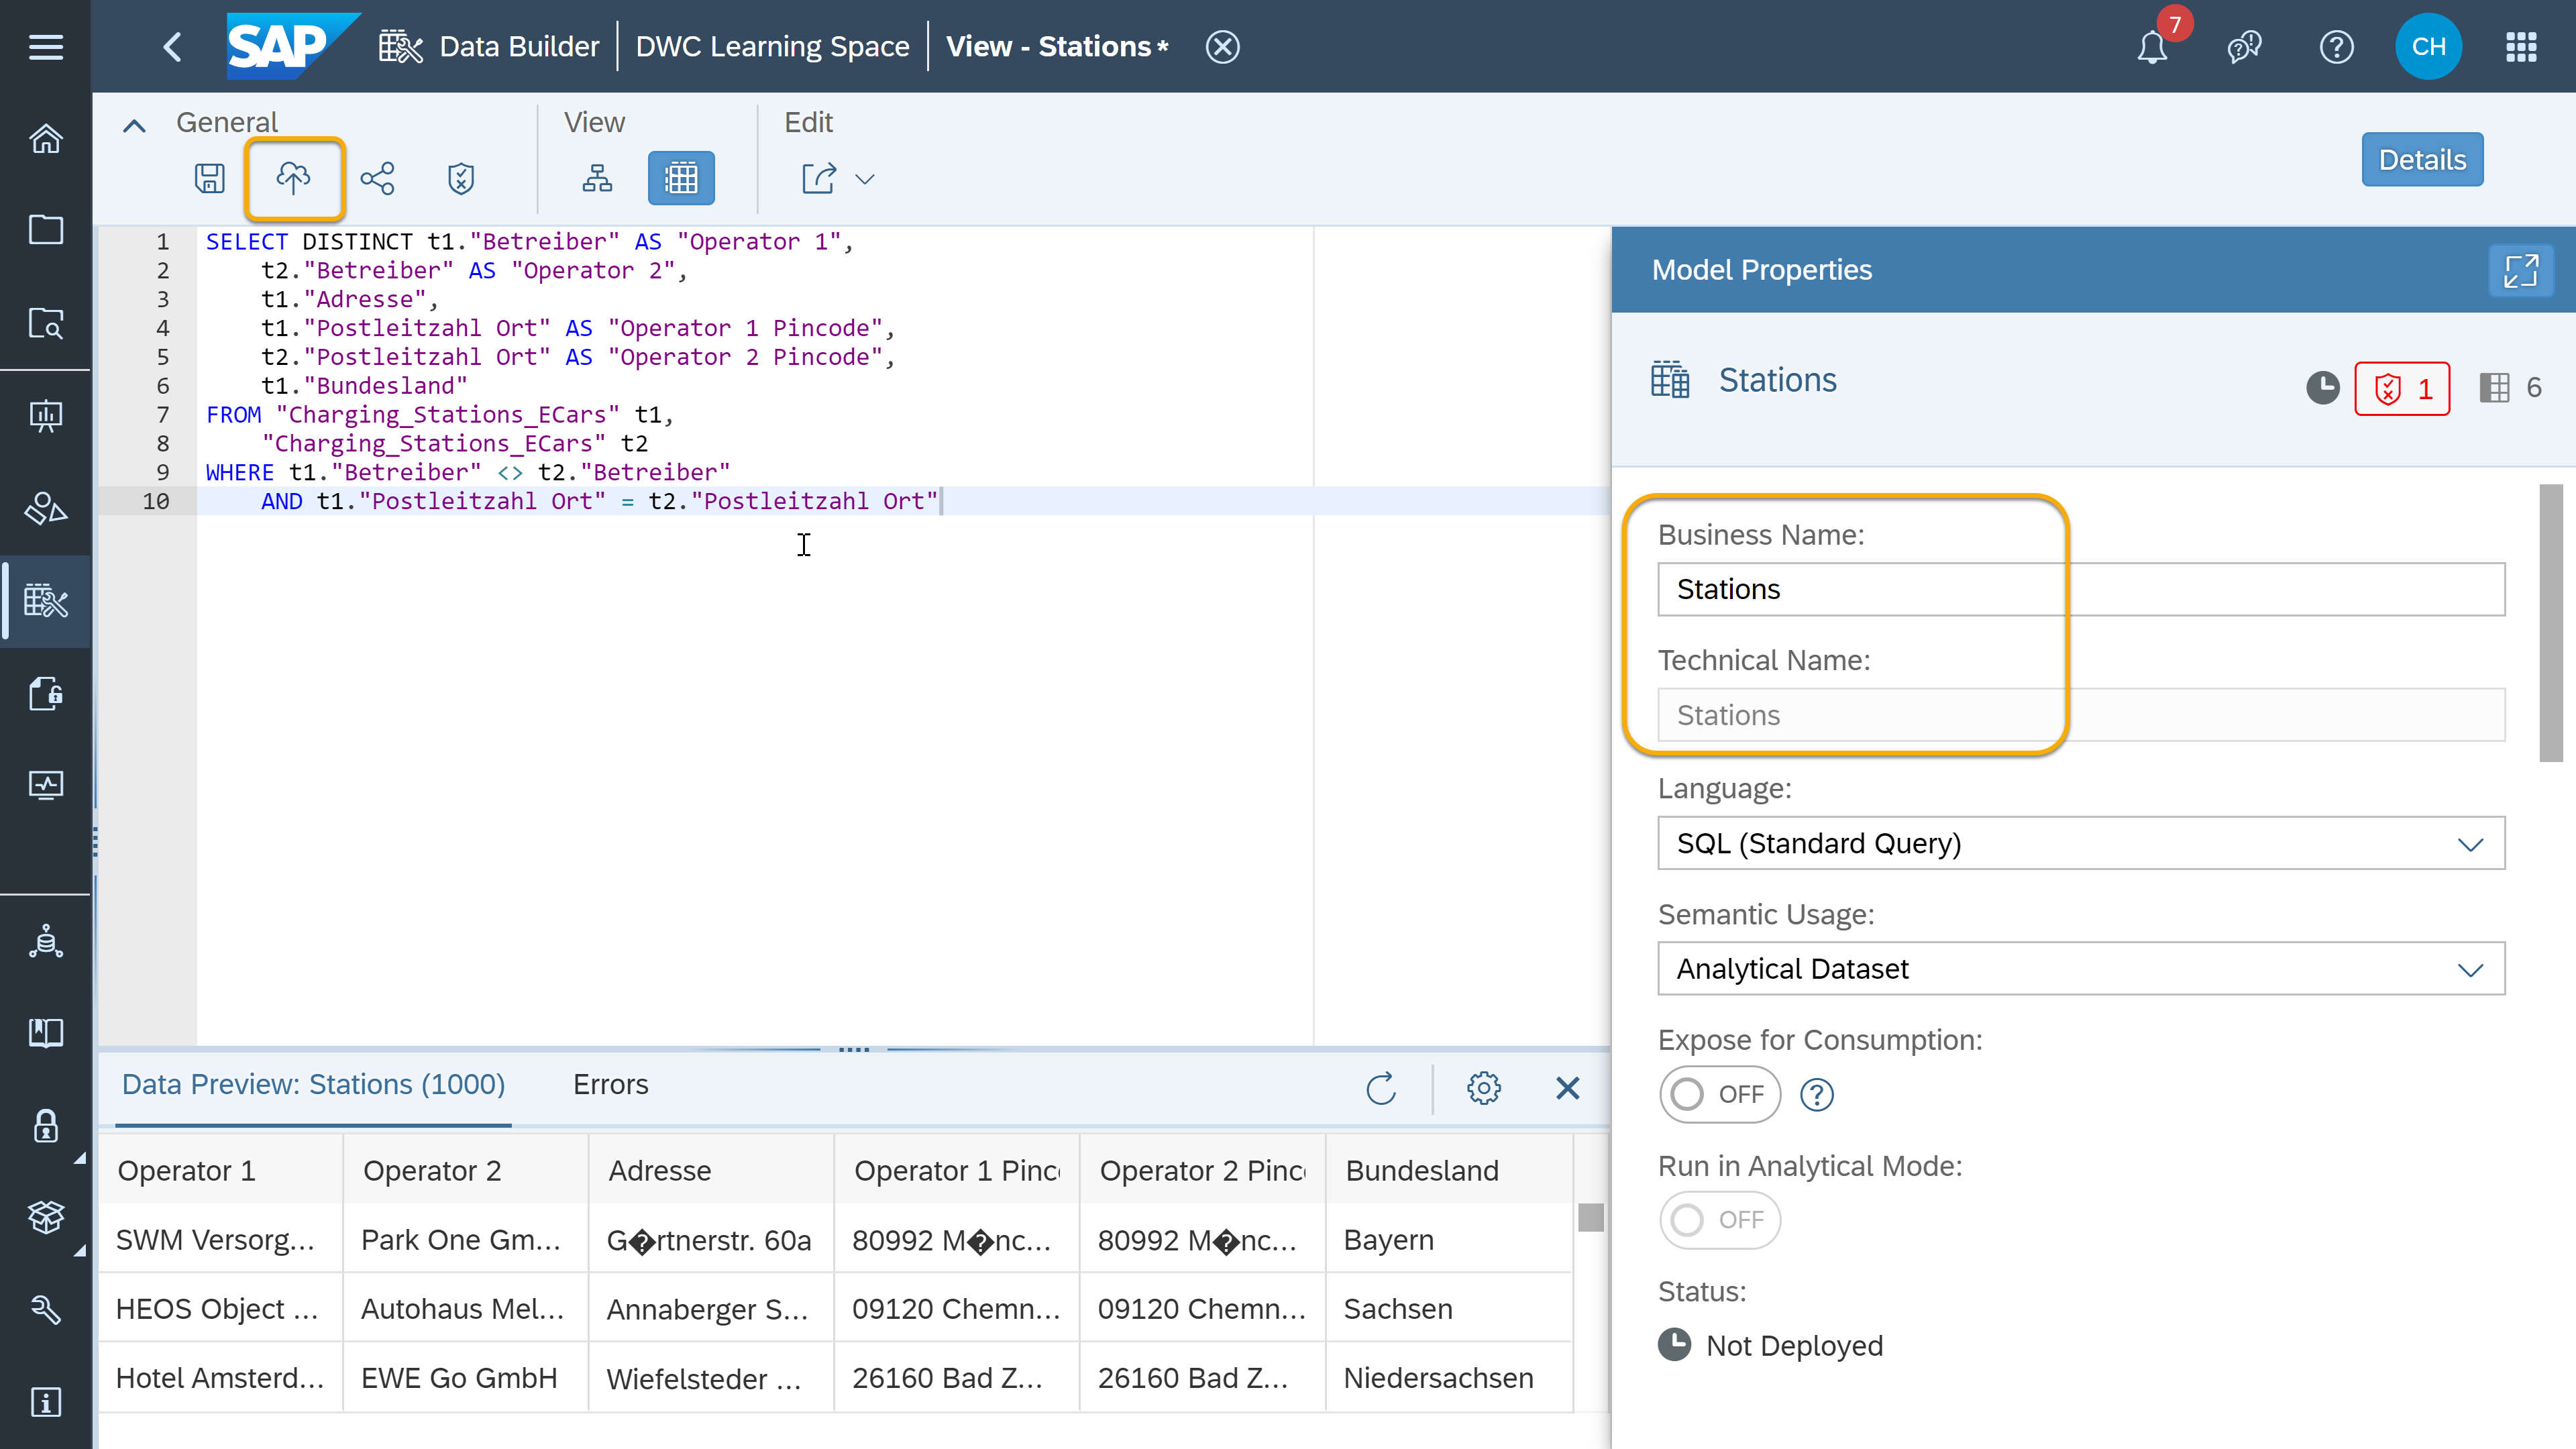 SAP
Data Builder
DWC Learning Space
View - Stations*
7
CH
General
View
Edit
Details
1 SELECT DISTINCT t1."Betreiber" AS "Operator 1",
2 t2."Betreiber" AS "Operator 2",
3 t1."Adresse",
4 t1."Postleitzahl Ort" AS "Operator 1 Pincode",
5 t2."Postleitzahl Ort" AS "Operator 2 Pincode",
6 t1."Bundesland"
7 FROM "Charging_Stations_ECars" t1,
8 "Charging_Stations_ECars" t2
9 WHERE t1."Betreiber" <> t2."Betreiber"
10 AND t1."Postleitzahl Ort" = t2."Postleitzahl Ort"
Model Properties
Stations
1
6
Business Name:
Stations
Technical Name:
Stations
Language:
SQL (Standard Query)
Semantic Usage:
Analytical Dataset
Expose for Consumption:
OFF
Run in Analytical Mode:
OFF
Status:
Not Deployed
Data Preview: Stations (1000)
Errors
Operator 1 Operator 2 Adresse Operator 1 Pinc Operator 2 Pinc Bundesland
SWM Versorg... Park One Gm... G�rtnerstr. 60a 80992 M�nc... 80992 M�nc... Bayern
HEOS Object ... Autohaus Mel... Annaberger S... 09120 Chemn... 09120 Chemn... Sachsen
Hotel Amsterd... EWE Go GmbH Wiefelsteder ... 26160 Bad Z... 26160 Bad Z... Niedersachsen